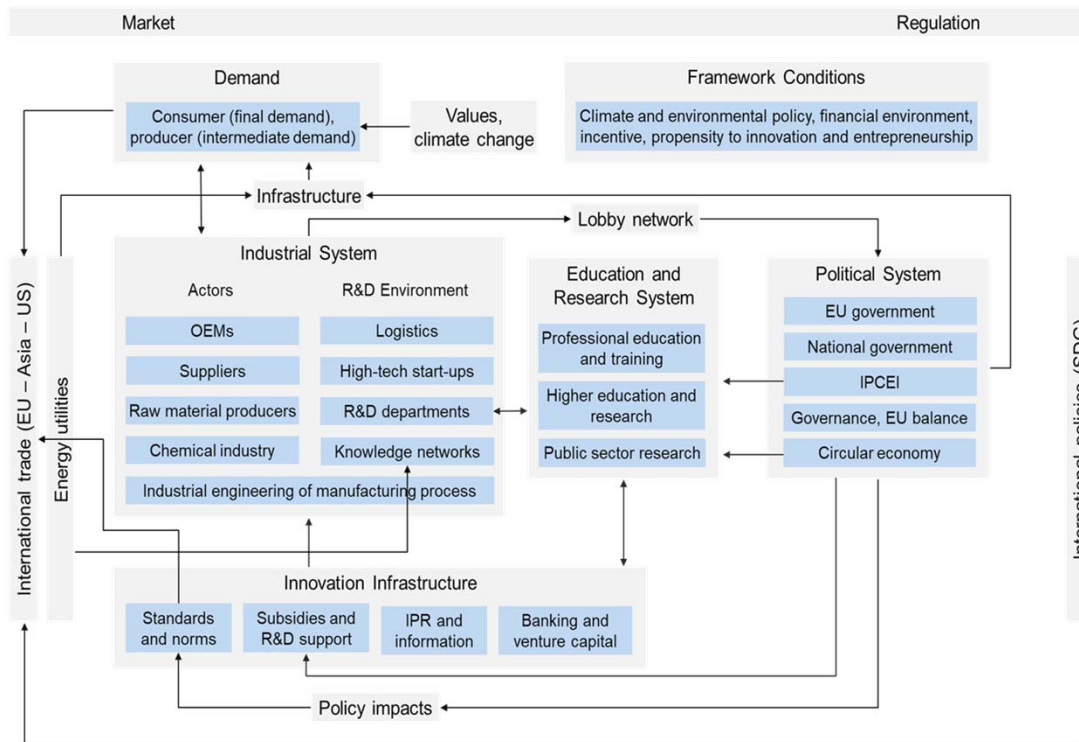 Market
Regulation
Demand
Consumer (final demand),
producer (intermediate demand)
Values,
climate change
Framework Conditions
Climate and environmental policy, financial environment,
incentive, propensity to innovation and entrepreneurship
Infrastructure
Lobby network
International trade (EU – Asia – US)
Energy utilities
Industrial System
Actors
OEMs
Suppliers
Raw material producers
Chemical industry
R&D Environment
Logistics
High-tech start-ups
R&D departments
Knowledge networks
Industrial engineering of manufacturing process
Education and
Research System
Professional education
and training
Higher education and
research
Public sector research
Political System
EU government
National government
IPCEI
Governance, EU balance
Circular economy
Innovation Infrastructure
Standards
and norms
Subsidies and
R&D support
IPR and
information
Banking and
venture capital
Policy impacts